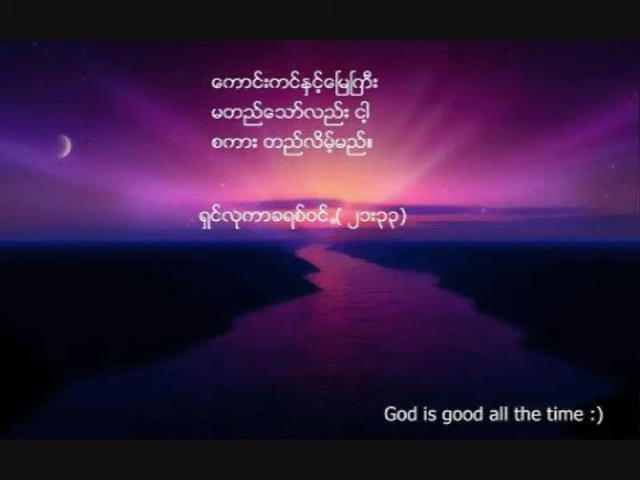 ကောင်းကင်နှင့်မြေကြီး
မတည်သော်လည်း ငါ့
စကား တည်လိမ့်မည်။
ရှင်လုကာခရစ်ဝင် ( ၂၁း၃၃)
God is good all the time :)